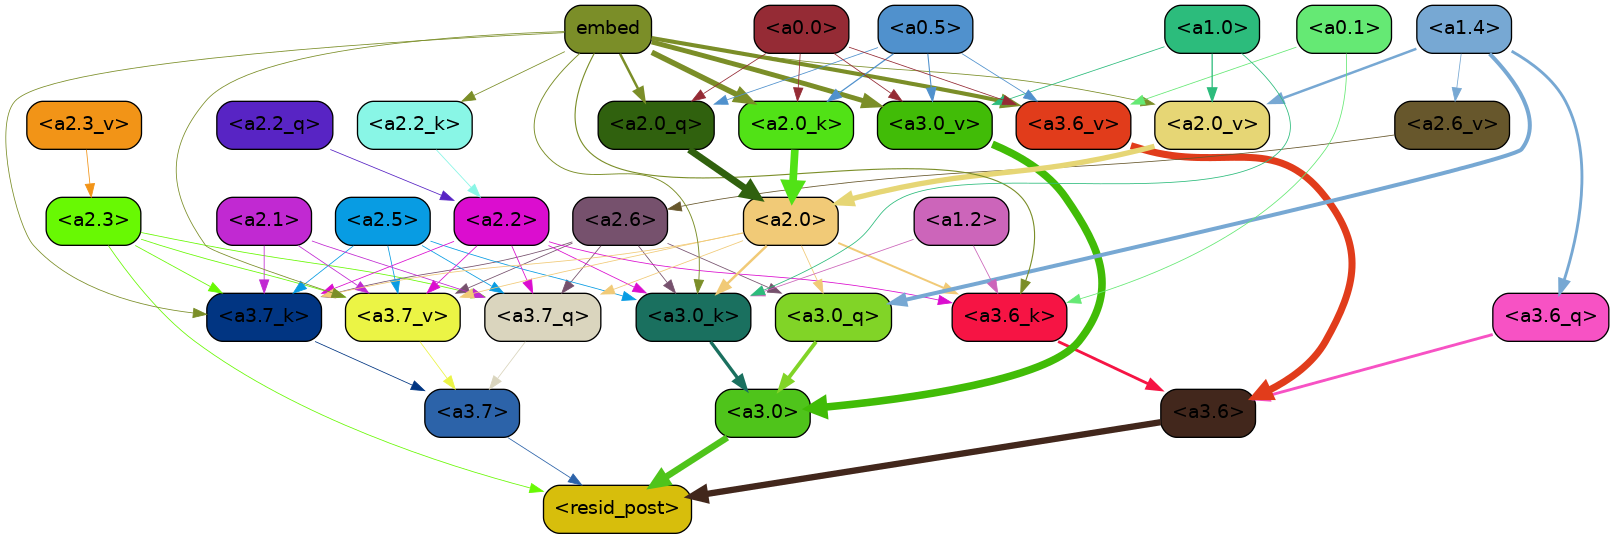 embed <a0.0> <a0.5> <a1.0> <a0.1> <a1.4>
<a2.3_v> <a2.2_q> <a2.2_k> <a2.0_q> <a2.0_k> <a3.0_v> <a3.6_v> <a2.0_v> <a2.6_v>
<a2.3> <a2.1> <a2.5> <a2.2> <a2.6> <a2.0> <a1.2>
<a3.7_k> <a3.7_v> <a3.7_q> <a3.0_k> <a3.0_q> <a3.6_k> <a3.6_q>
<a3.7> <a3.0> <a3.6>
<resid_post>